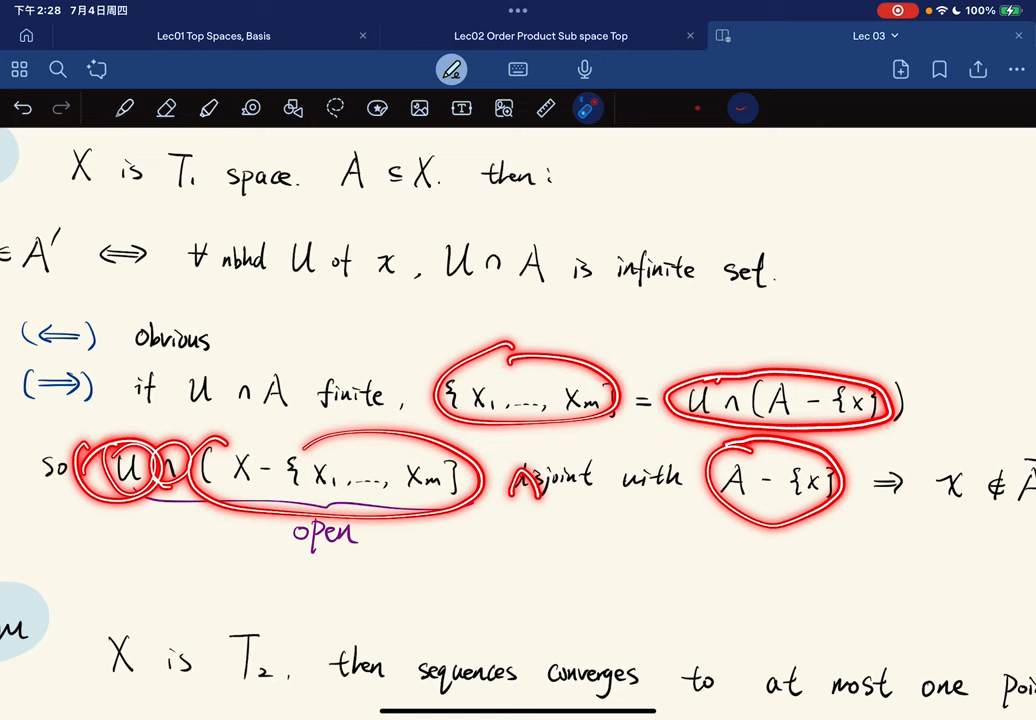 下午 2:28 7月4日周四 100%
Lec01 Top Spaces, Basis
Lec02 Order Product Sub space Top
Lec 03
X is T₁ space. A ⊆ X. then:
∈ A' ⟺ ∀ nbhd U of x, U ∩ A is infinite set.
(⟸) Obvious
(⟹) if U ∩ A finite, {x₁, ..., xₘ} = U ∩ (A - {x})
so U ∩ (X - {x₁, ..., xₘ} disjoint with A - {x} ⟹ x ∉ A
open
X is T₂, then sequences converges to at most one